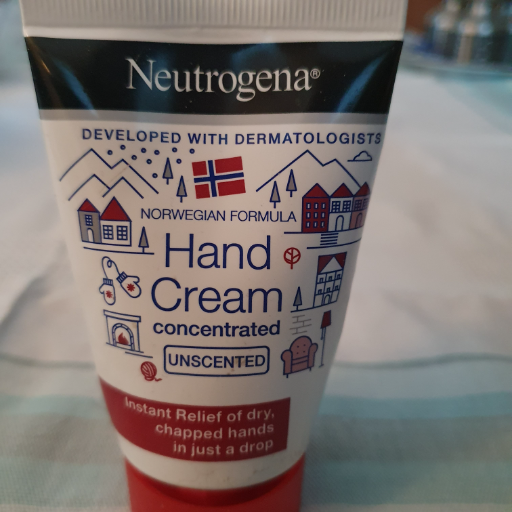 Neutrogena®
DEVELOPED WITH DERMATOLOGISTS
NORWEGIAN FORMULA
Hand
Cream
concentrated
UNSCENTED
Instant Relief of dry,
chapped hands
in just a drop